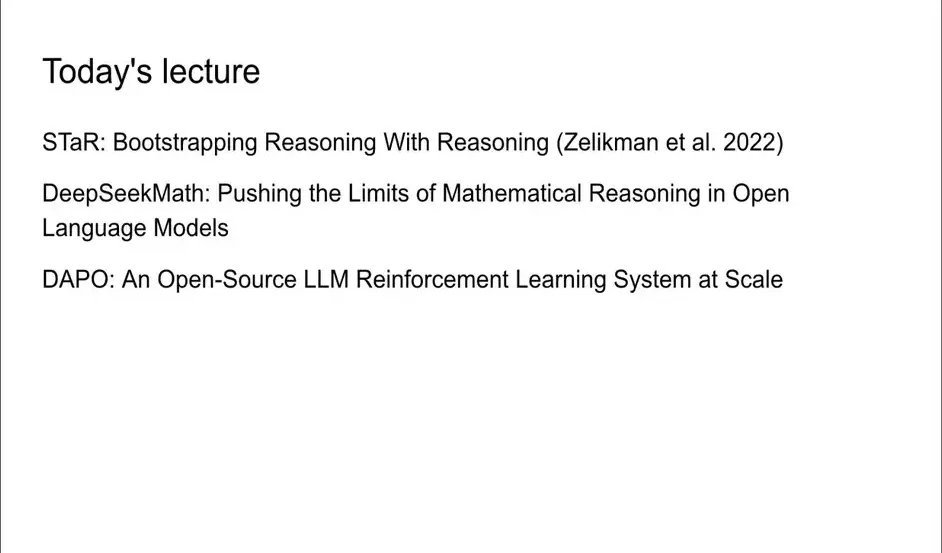 Today's lecture
STaR: Bootstrapping Reasoning With Reasoning (Zelikman et al. 2022)
DeepSeekMath: Pushing the Limits of Mathematical Reasoning in Open
Language Models
DAPO: An Open-Source LLM Reinforcement Learning System at Scale